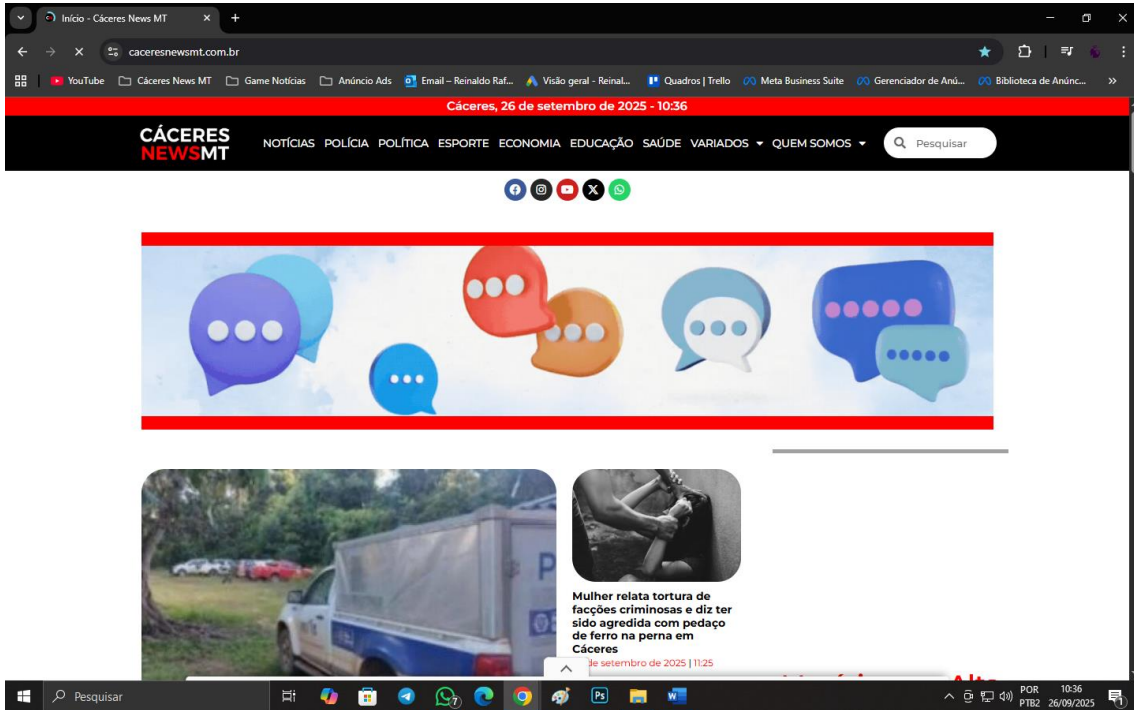 Início - Cáceres News MT
caceresnewsmt.com.br
YouTube Cáceres News MT Game Notícias Anúncio Ads Email – Reinaldo Raf... Visão geral - Reinal... Quadros | Trello Meta Business Suite Gerenciador de Anú... Biblioteca de Anúnc... »
Cáceres, 26 de setembro de 2025 - 10:36
CÁCERES
NEWSMT
NOTÍCIAS POLÍCIA POLÍTICA ESPORTE ECONOMIA EDUCAÇÃO SAÚDE VARIADOS QUEM SOMOS Pesquisar
Mulher relata tortura de
facções criminosas e diz ter
sido agredida com pedaço
de ferro na perna em
Cáceres
de setembro de 2025 | 11:25
Pesquisar
7
Ps
POR 10:36
PTB2 26/09/2025
1